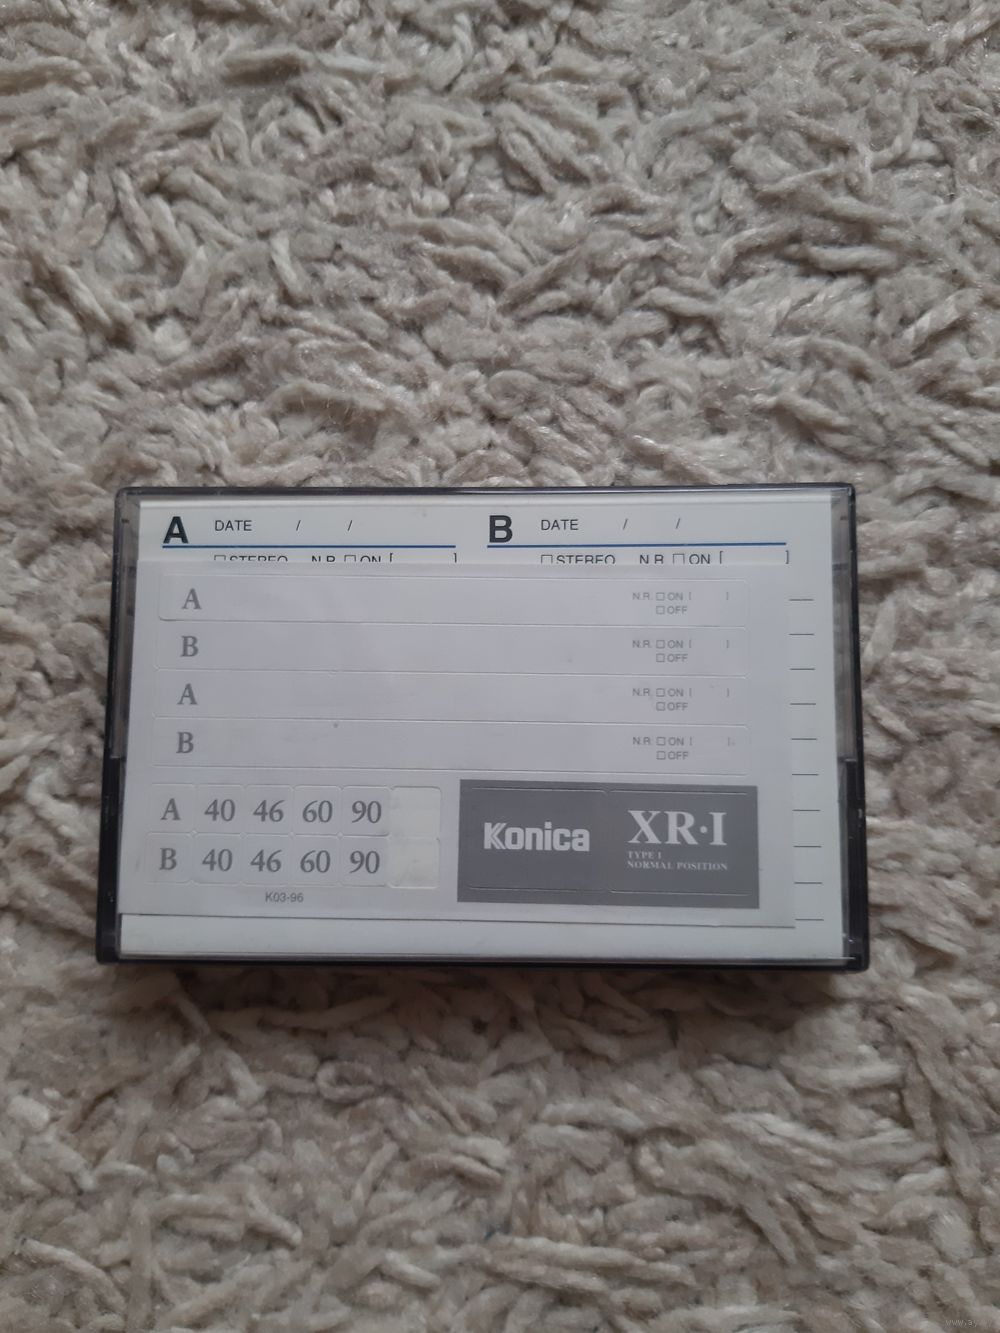 A DATE / / B DATE / /
□ STEREO N.R. □ ON [ ] □ STEREO N.R. □ ON [ ]
A N.R. □ ON [ ]
□ OFF
B N.R. □ ON [ ]
□ OFF
A N.R. □ ON [ ]
□ OFF
B N.R. □ ON [ ]
□ OFF
A 40 46 60 90
B 40 46 60 90
K03-96
Konica XR·I
TYPE I
NORMAL POSITION